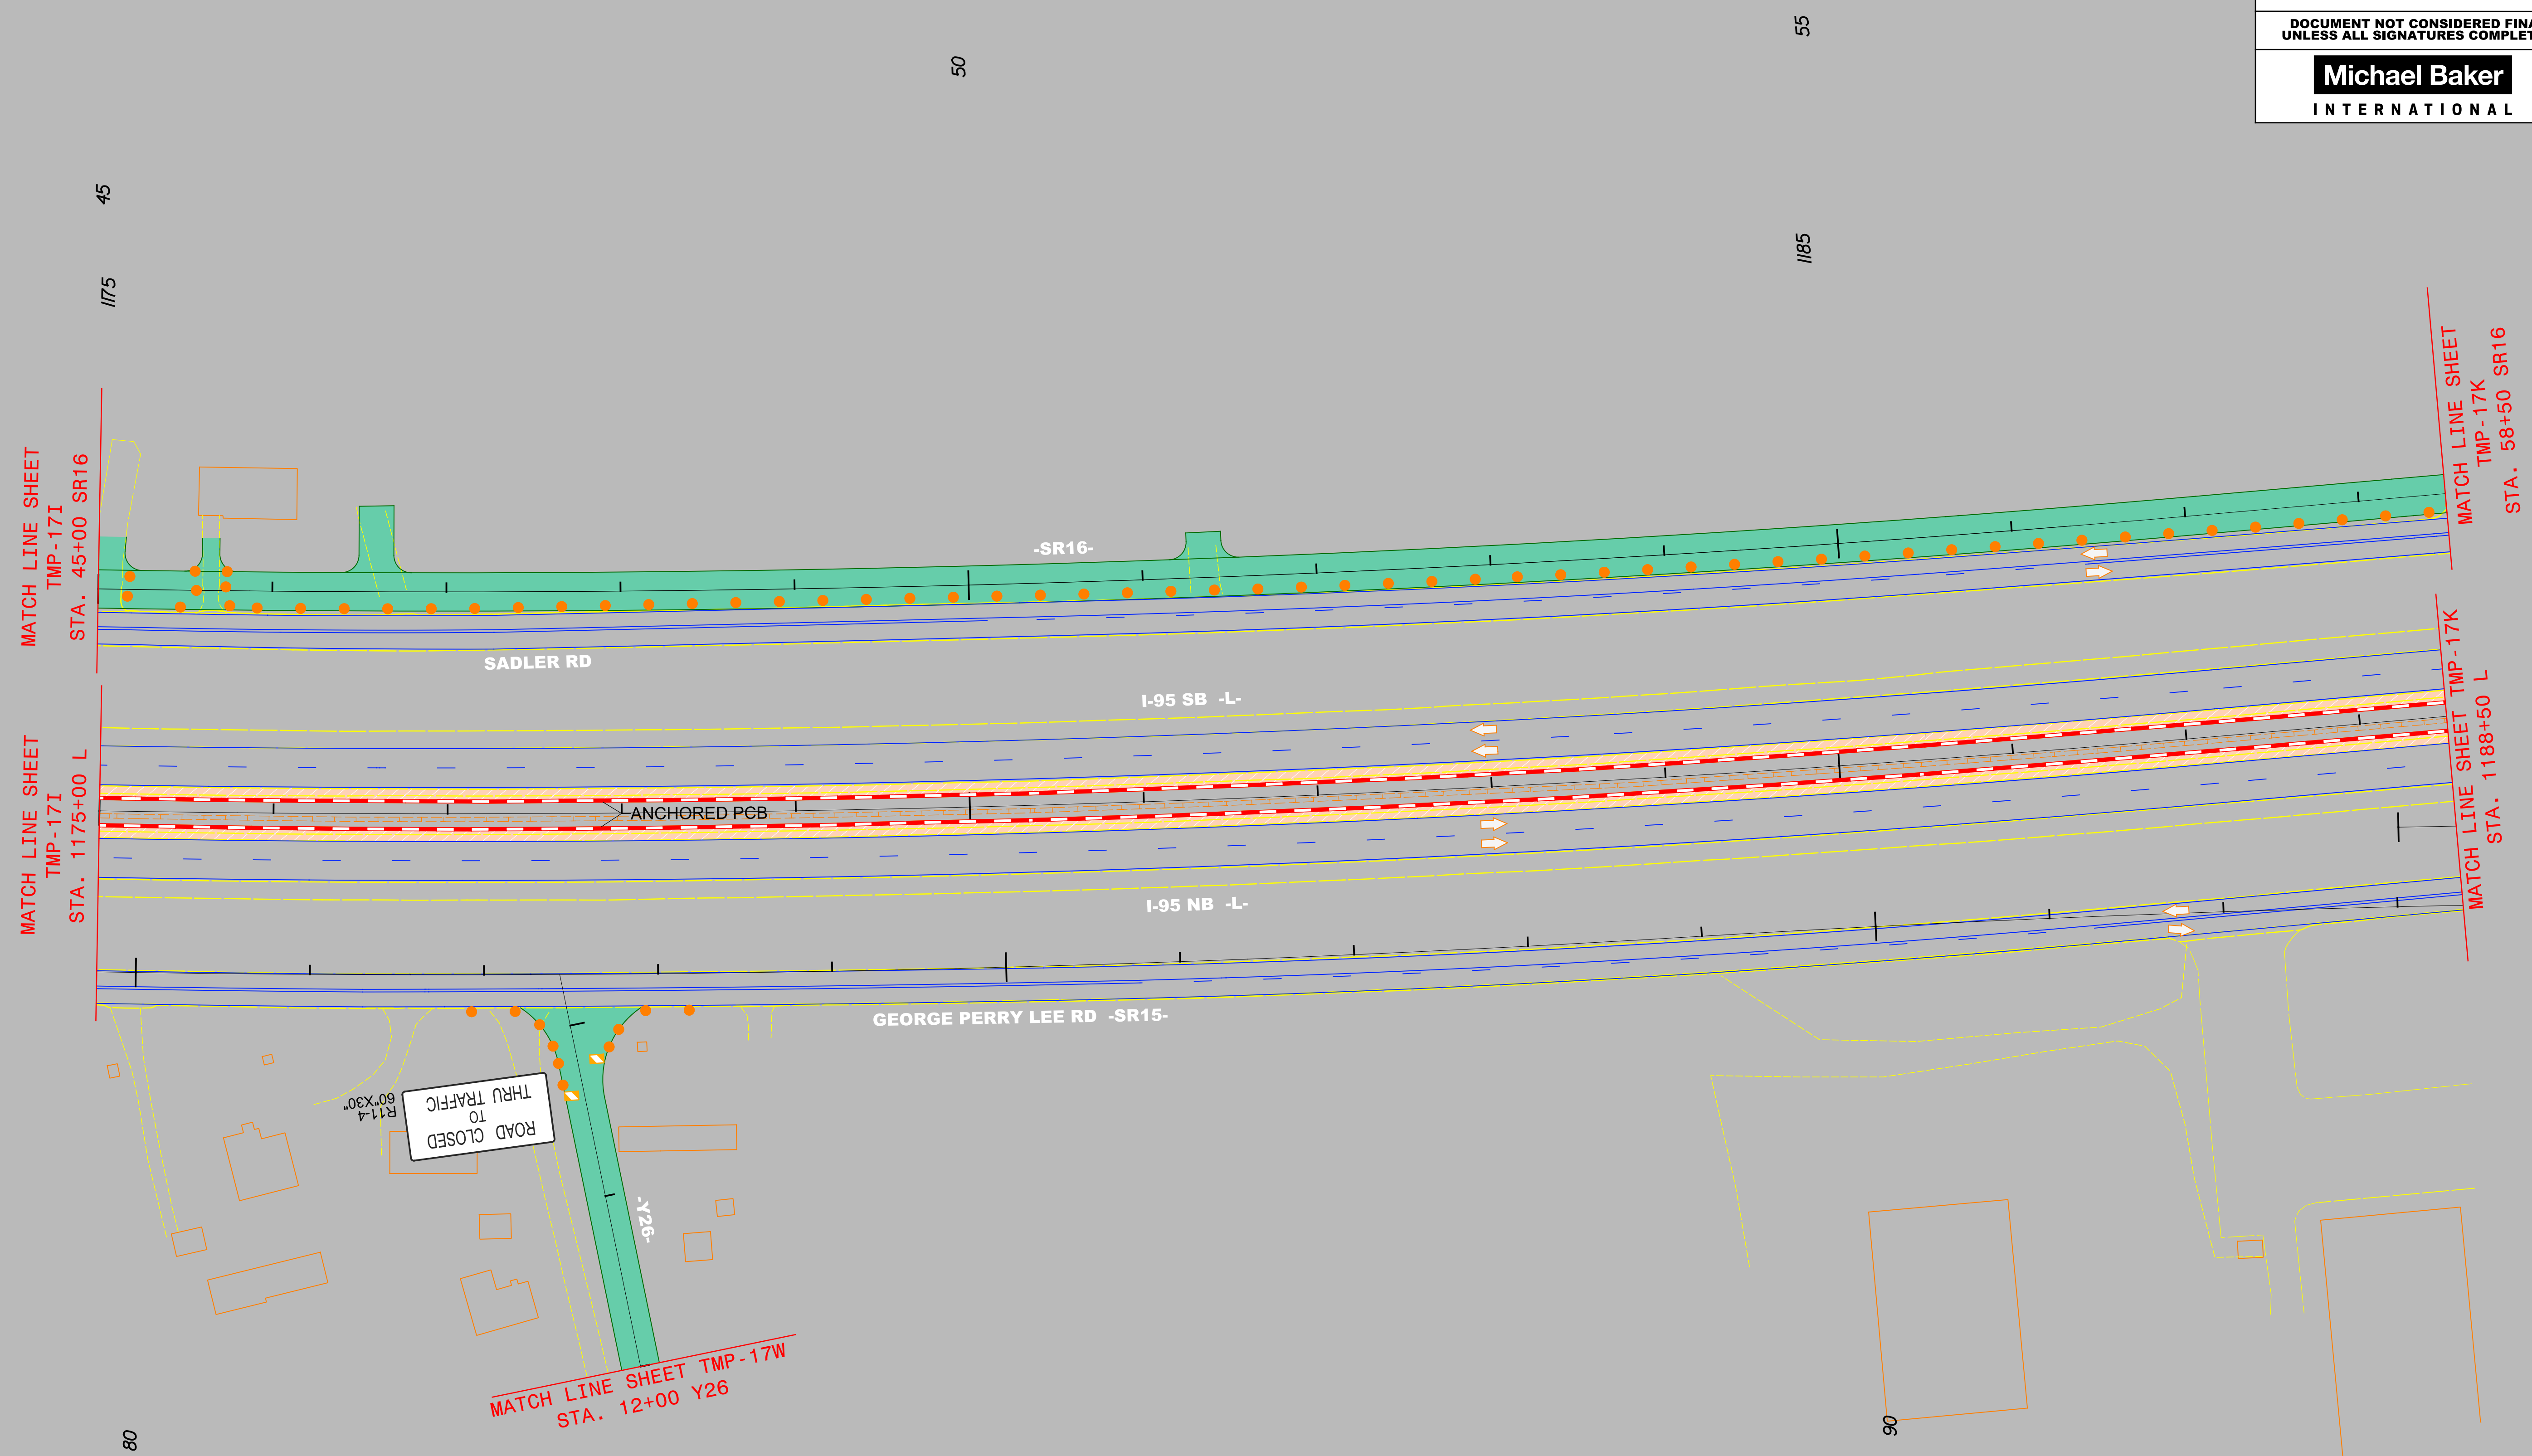 DOCUMENT NOT CONSIDERED FINA
UNLESS ALL SIGNATURES COMPLET
Michael Baker
INTERNATIONAL
55
50
45
1175
1185
MATCH LINE SHEET
TMP-17I
STA. 45+00 SR16
MATCH LINE SHEET
TMP-17K
STA. 58+50 SR16
-SR16-
SADLER RD
I-95 SB -L-
MATCH LINE SHEET
TMP-17I
STA. 1175+00 L
ANCHORED PCB
MATCH LINE SHEET TMP-17K
STA. 1188+50 L
I-95 NB -L-
GEORGE PERRY LEE RD -SR15-
ROAD CLOSED
TO
THRU TRAFFIC
R11-4
60"X30"
-Y26-
MATCH LINE SHEET TMP-17W
STA. 12+00 Y26
80
90